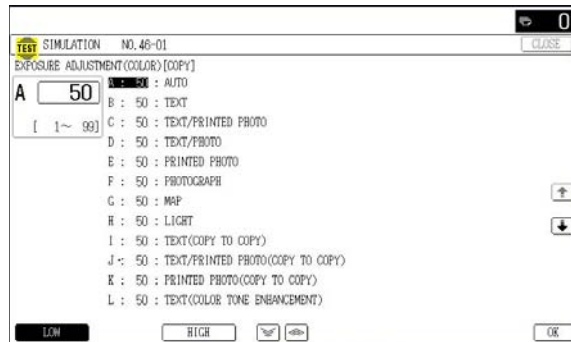 0
TEST SIMULATION NO. 46-01 CLOSE
EXPOSURE ADJUSTMENT(COLOR)[COPY]
A 50
[ 1~ 99]
A : 50 : AUTO
B : 50 : TEXT
C : 50 : TEXT/PRINTED PHOTO
D : 50 : TEXT/PHOTO
E : 50 : PRINTED PHOTO
F : 50 : PHOTOGRAPH
G : 50 : MAP
H : 50 : LIGHT
I : 50 : TEXT(COPY TO COPY)
J : 50 : TEXT/PRINTED PHOTO(COPY TO COPY)
K : 50 : PRINTED PHOTO(COPY TO COPY)
L : 50 : TEXT(COLOR TONE ENHANCEMENT)
LOW HIGH OK